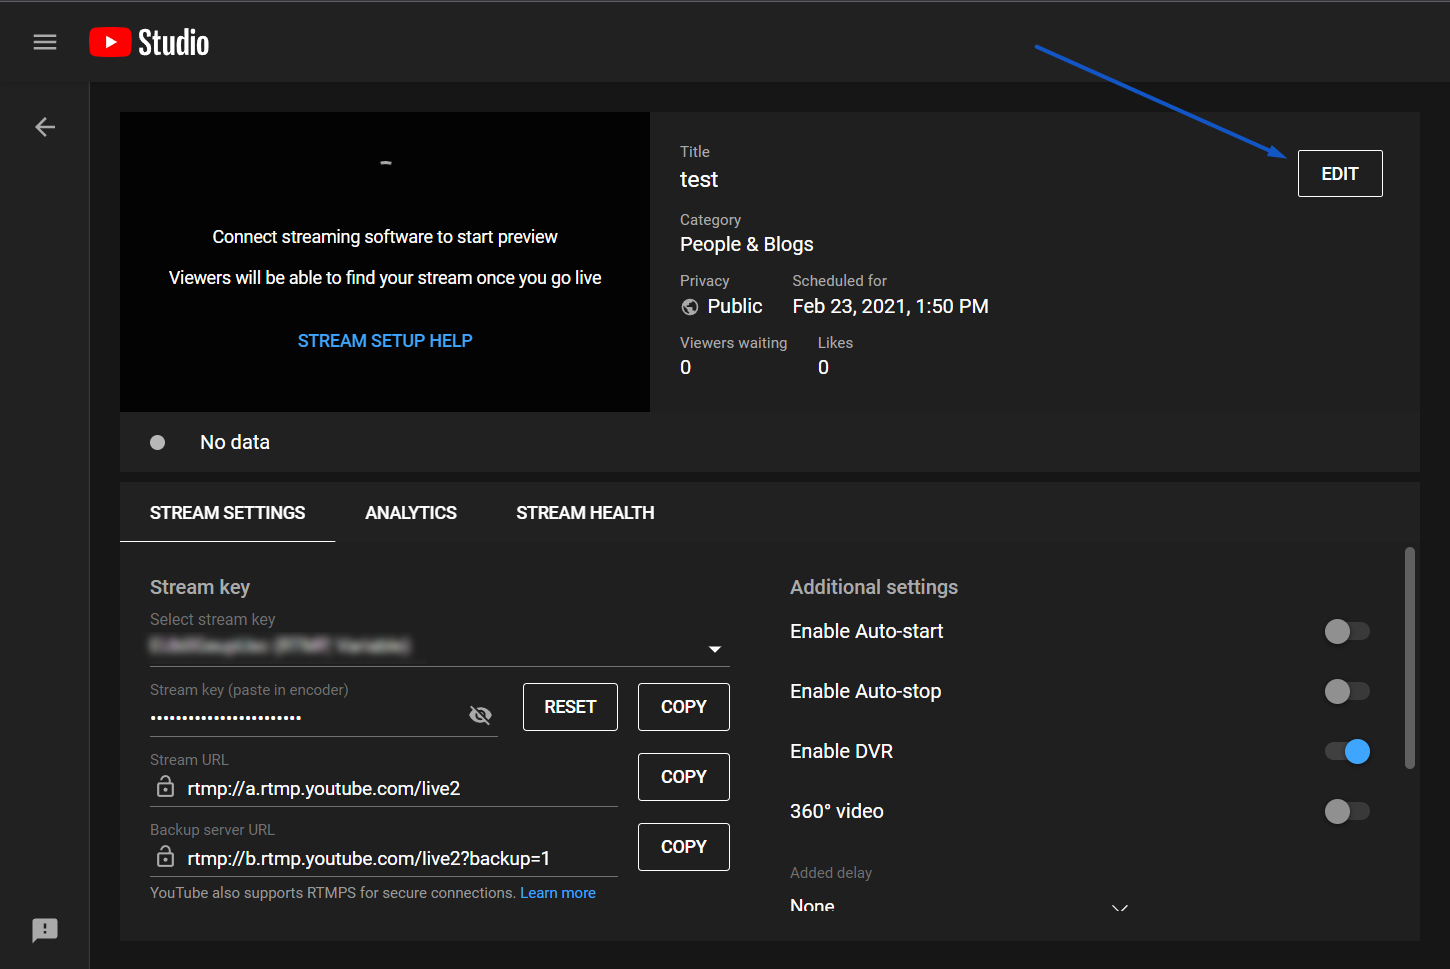 Studio
Connect streaming software to start preview
Viewers will be able to find your stream once you go live
STREAM SETUP HELP
Title
test
EDIT
Category
People & Blogs
Privacy Scheduled for
Public Feb 23, 2021, 1:50 PM
Viewers waiting Likes
0 0
No data
STREAM SETTINGS ANALYTICS STREAM HEALTH
Stream key
Select stream key
Stream key (paste in encoder)
••••••••••••••••••••••••
RESET COPY
Stream URL
rtmp://a.rtmp.youtube.com/live2
COPY
Backup server URL
rtmp://b.rtmp.youtube.com/live2?backup=1
COPY
YouTube also supports RTMPS for secure connections. Learn more
Additional settings
Enable Auto-start
Enable Auto-stop
Enable DVR
360° video
Added delay
None